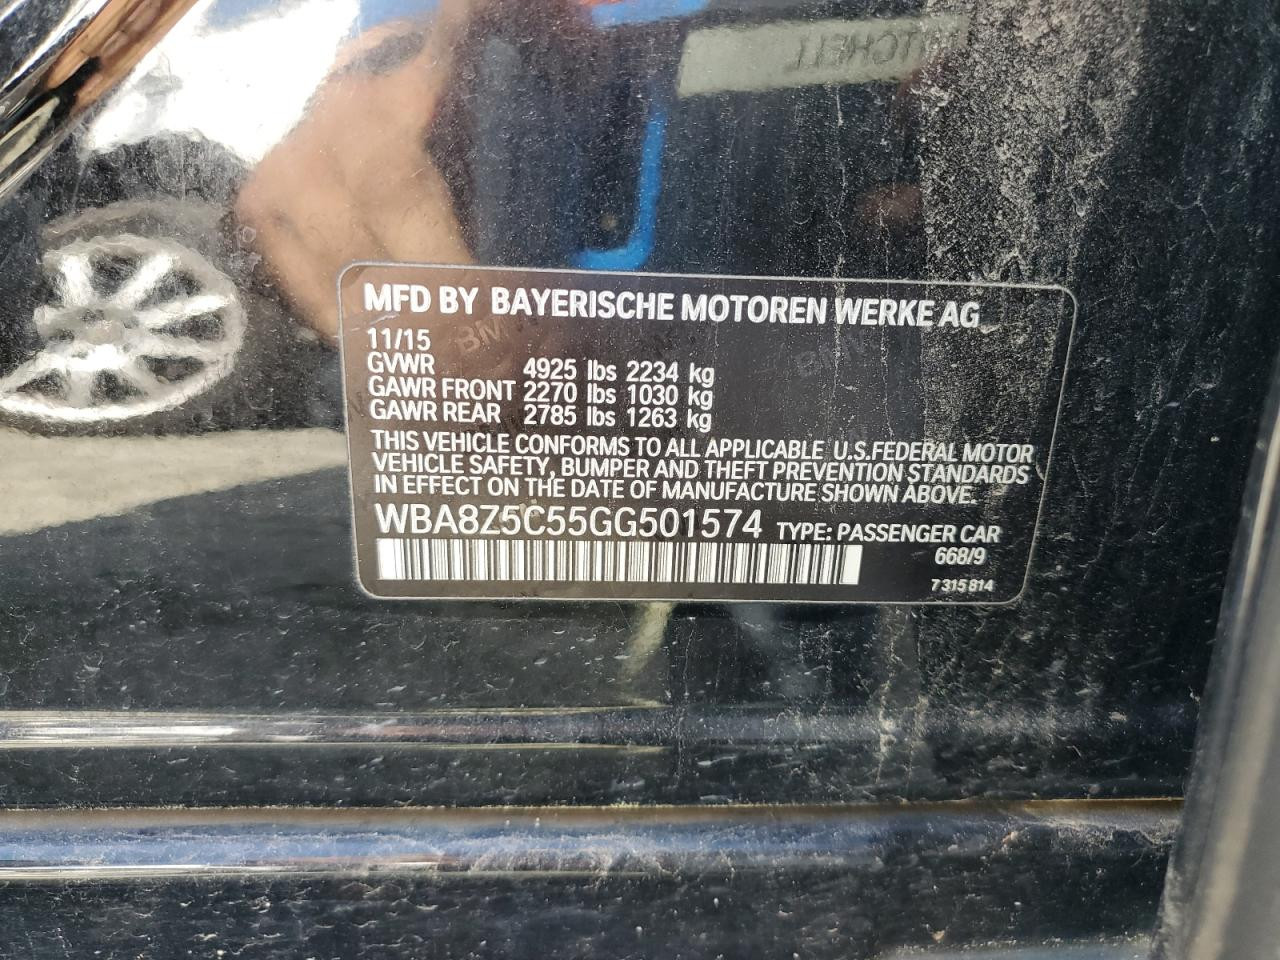 MFD BY BAYERISCHE MOTOREN WERKE AG
11/15
GVWR 4925 lbs 2234 kg
GAWR FRONT 2270 lbs 1030 kg
GAWR REAR 2785 lbs 1263 kg
THIS VEHICLE CONFORMS TO ALL APPLICABLE U.S.FEDERAL MOTOR
VEHICLE SAFETY, BUMPER AND THEFT PREVENTION STANDARDS
IN EFFECT ON THE DATE OF MANUFACTURE SHOWN ABOVE.
WBA8Z5C55GG501574 TYPE: PASSENGER CAR
668/9
7 315 814